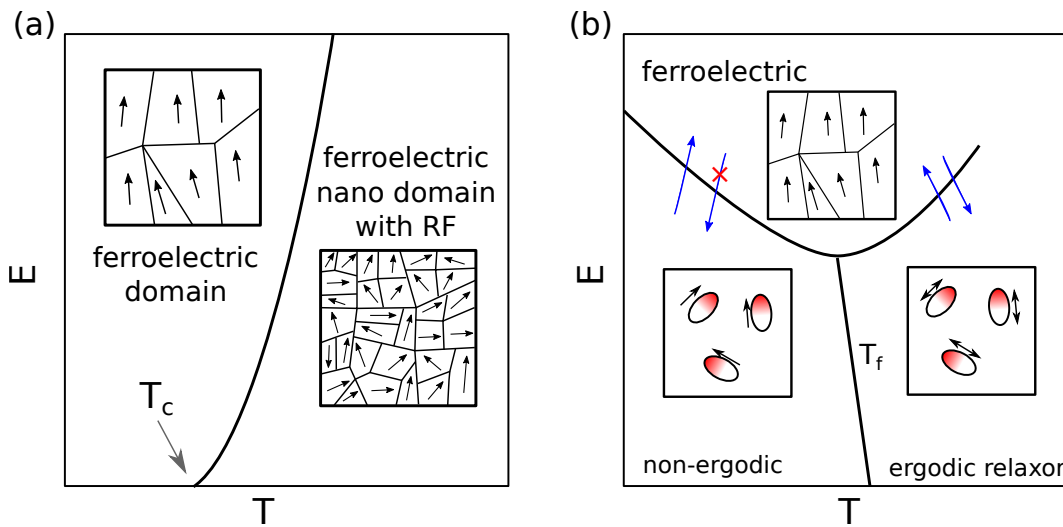 (a)
ferroelectric
nano domain
with RF
ferroelectric
domain
T_c
E
T
(b)
ferroelectric
E
T_f
non-ergodic
ergodic relaxor
T